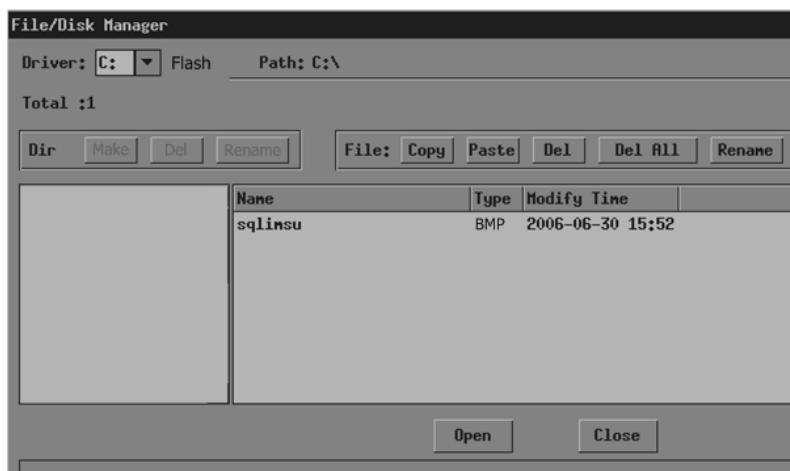 File/Disk Manager
Driver: C: Flash Path: C:\
Total :1
Dir Make Del Rename File: Copy Paste Del Del All Rename
Name Type Modify Time
sqlimsu BMP 2006-06-30 15:52
Open Close